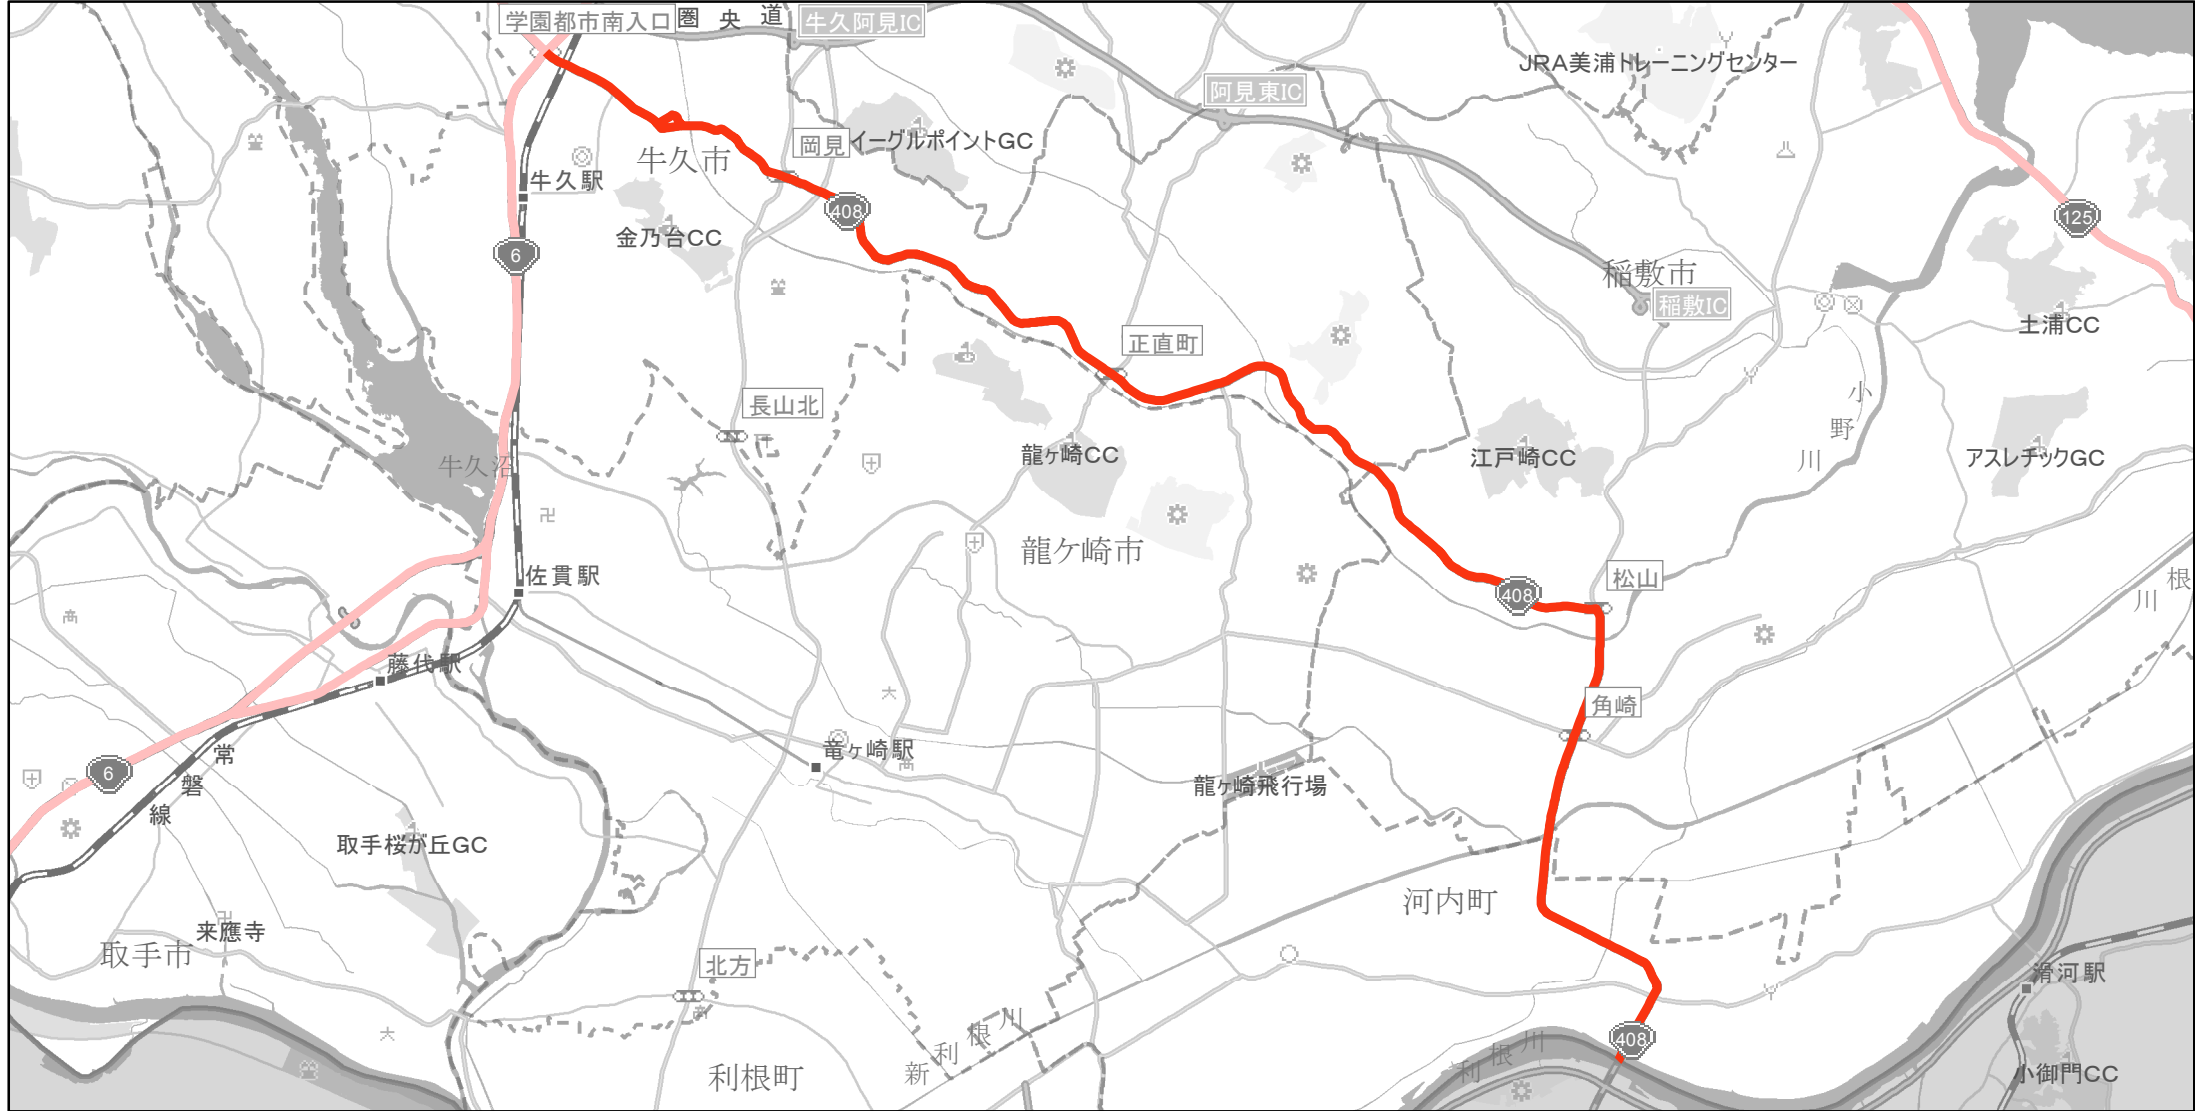 学園都市南入口
圏央道
牛久阿見IC
JRA美浦トレーニングセンター
阿見東IC
岡見
イーグルポイントGC
牛久市
牛久駅
408
125
金乃台CC
6
稲敷市
稲敷IC
土浦CC
正直町
小野川
長山北
龍ヶ崎CC
江戸崎CC
アスレチックGC
牛久沼
龍ケ崎市
佐貫駅
松山
408
根川
藤代駅
角崎
常磐線
竜ヶ崎駅
6
龍ヶ崎飛行場
取手桜が丘GC
河内町
来應寺
取手市
北方
滑河駅
新利根川
408
利根川
利根町
小御門CC